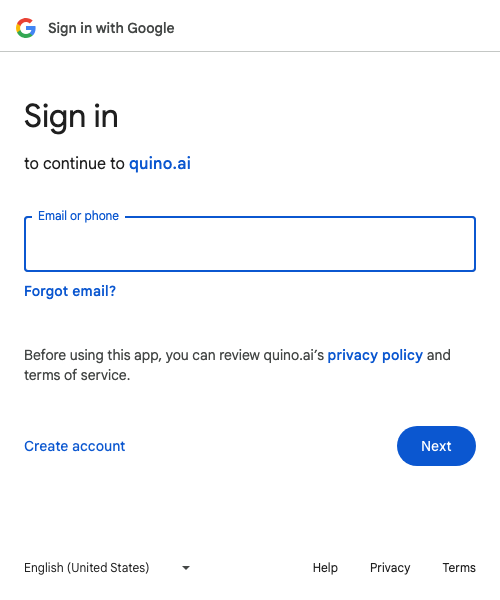 Sign in with Google
Sign in
to continue to quino.ai
Email or phone
Forgot email?
Before using this app, you can review quino.ai’s privacy policy and
terms of service.
Create account
Next
English (United States)
Help
Privacy
Terms